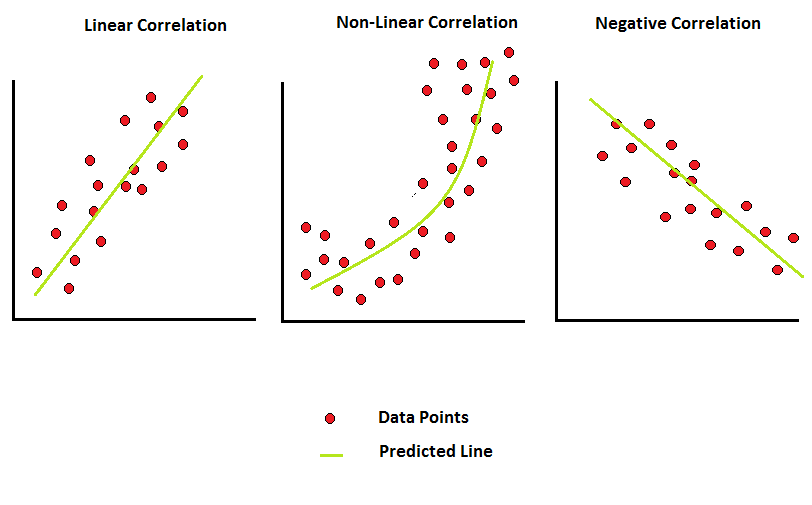 Linear Correlation
Non-Linear Correlation
Negative Correlation
Data Points
Predicted Line